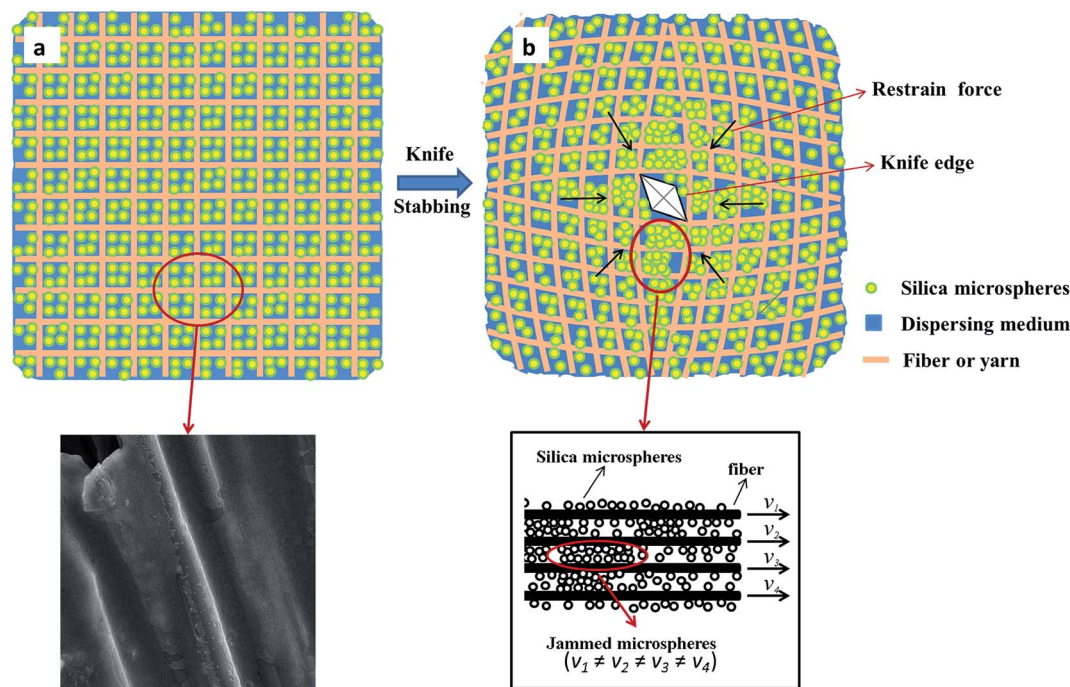 a
b
Restrain force
Knife
Stabbing
Knife edge
Silica microspheres
Dispersing medium
Fiber or yarn
Silica microspheres
fiber
v1
v2
v3
v4
Jammed microspheres
(v1 ≠ v2 ≠ v3 ≠ v4)